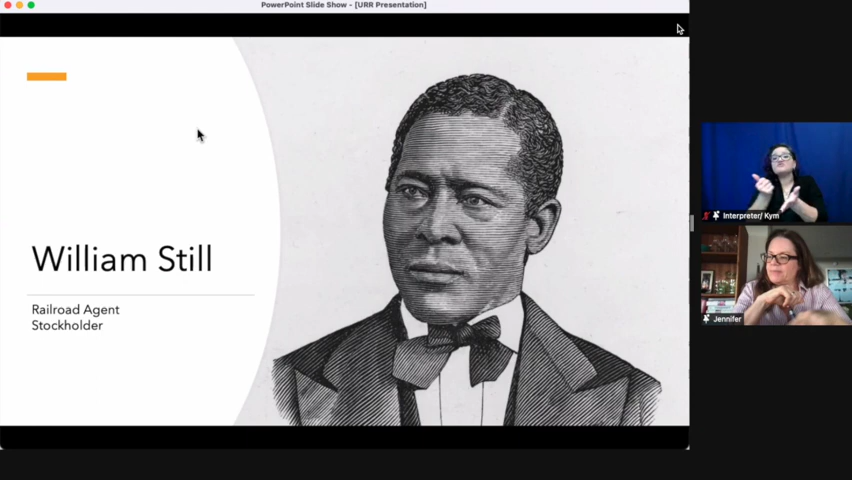 PowerPoint Slide Show - [URR Presentation]
William Still
Railroad Agent
Stockholder
Interpreter/ Kym
Jennifer